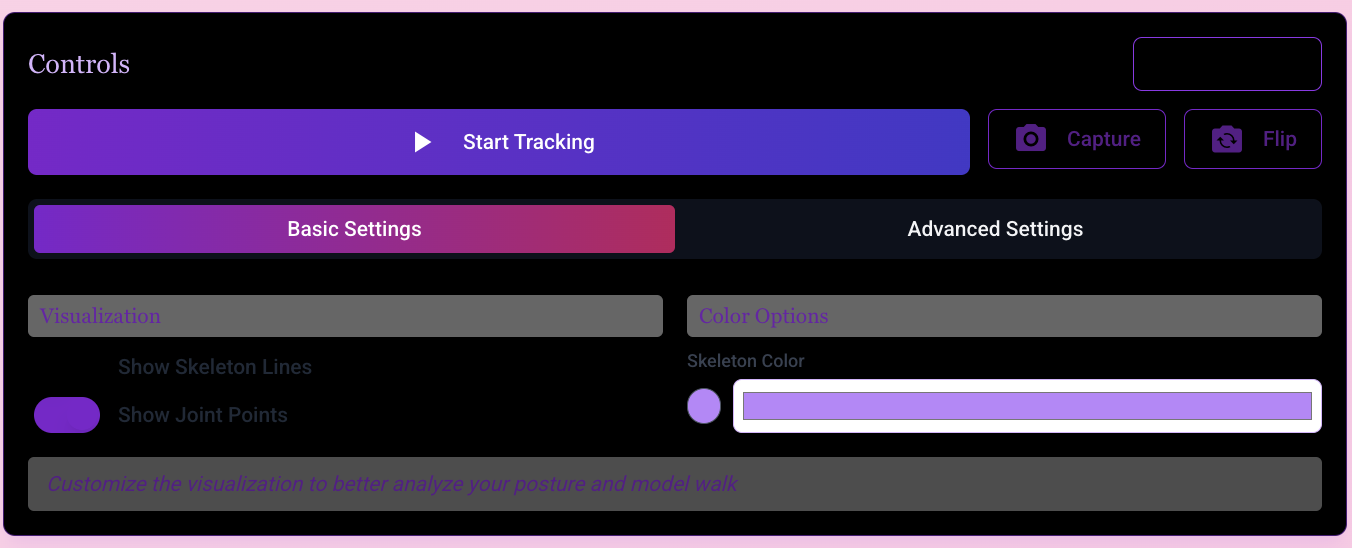 Controls
Start Tracking
Capture
Flip
Basic Settings
Advanced Settings
Visualization
Color Options
Show Skeleton Lines
Skeleton Color
Show Joint Points
Customize the visualization to better analyze your posture and model walk